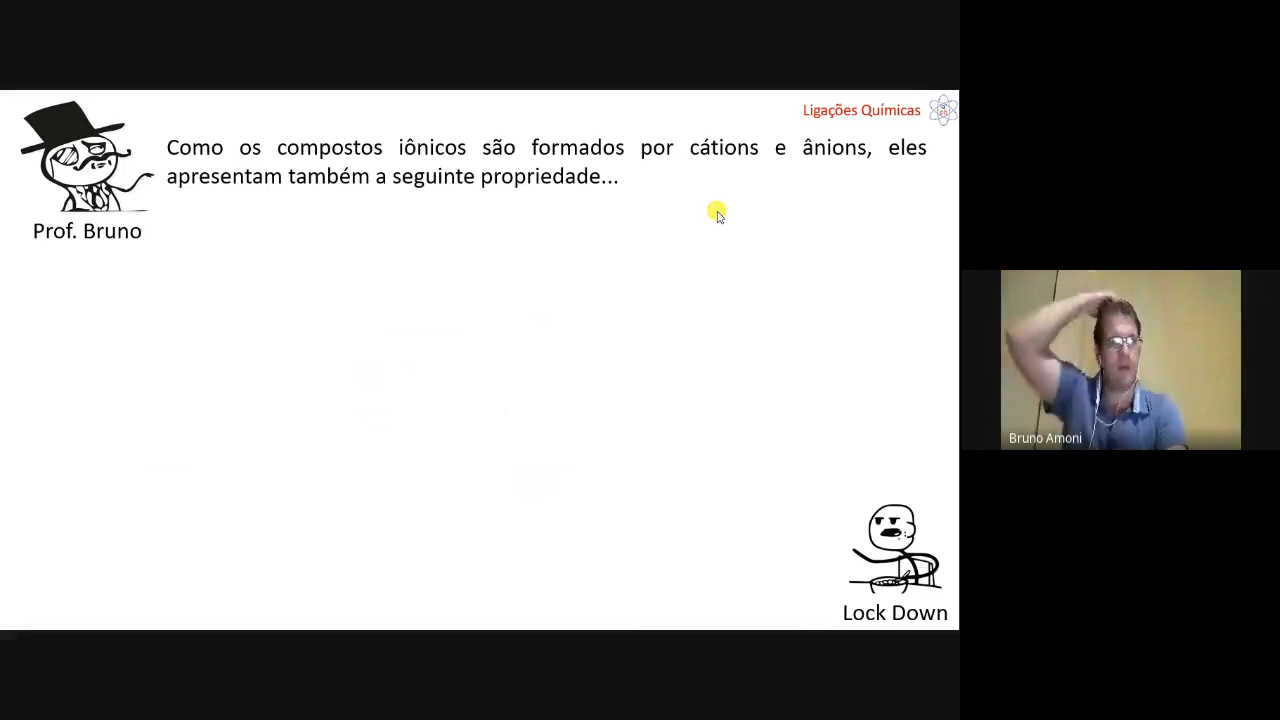 Ligações Químicas
Como os compostos iônicos são formados por cátions e ânions, eles
apresentam também a seguinte propriedade...
Prof. Bruno
Bruno Amoni
Lock Down